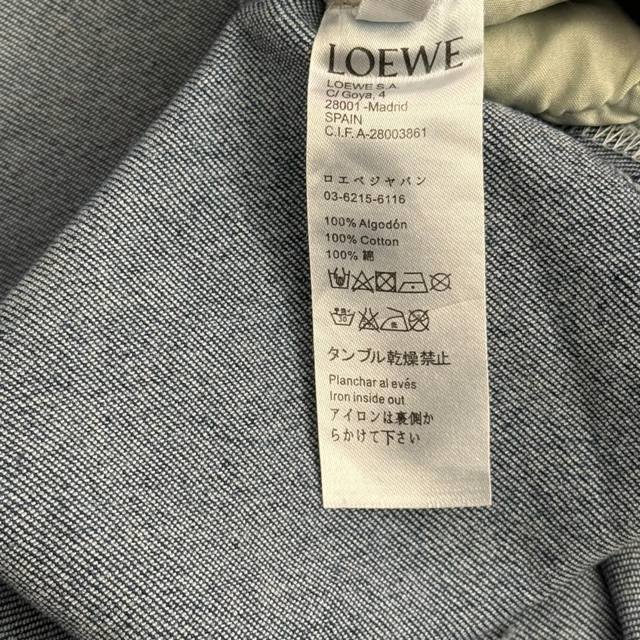 LOEWE
LOEWE S.A
C/ Goya, 4
28001 -Madrid
SPAIN
C.I.F. A-28003861
ロエベジャパン
03-6215-6116
100% Algodón
100% Cotton
100% 綿
タンブル乾燥禁止
Planchar al evés
Iron inside out
アイロンは裏側か
らかけて下さい